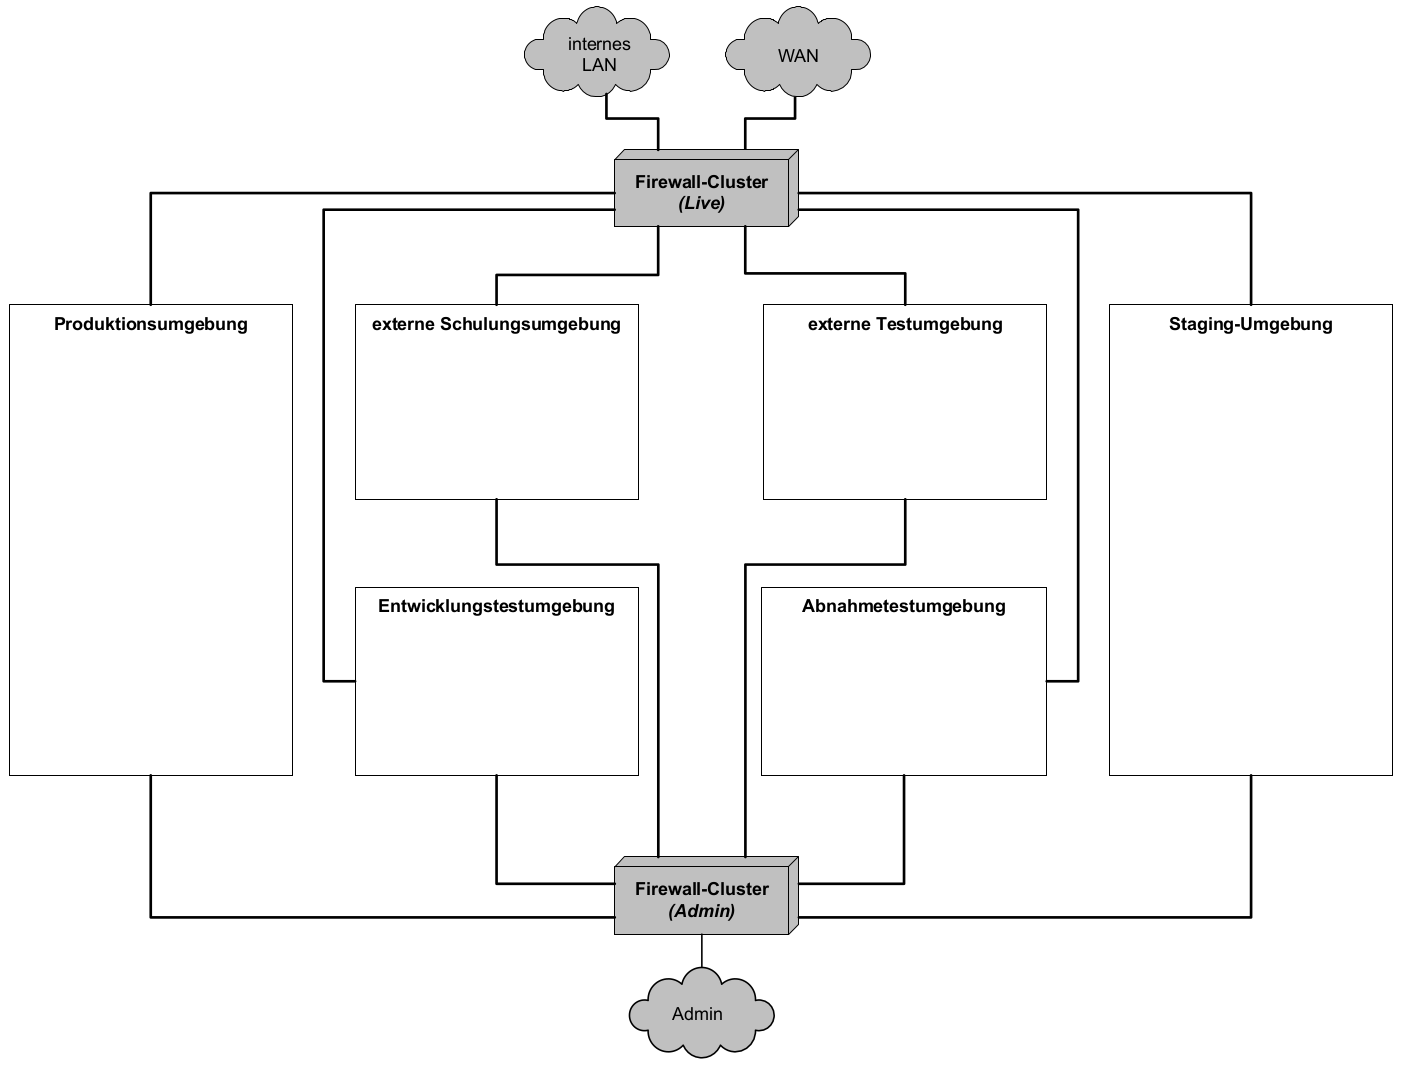 internes
LAN
WAN
Firewall-Cluster
(Live)
Produktionsumgebung
externe Schulungsumgebung
externe Testumgebung
Staging-Umgebung
Entwicklungstestumgebung
Abnahmetestumgebung
Firewall-Cluster
(Admin)
Admin